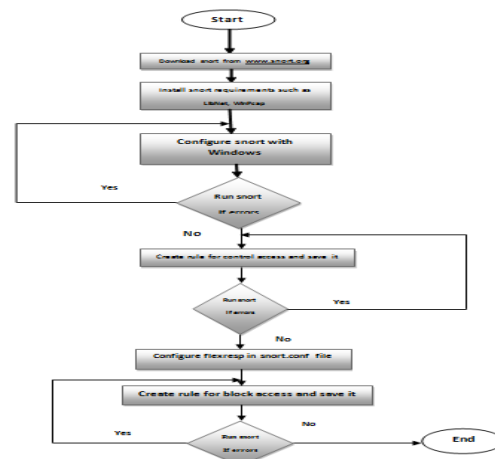 Start
Download snort from www.snort.org
Install snort requirements such as
LibNet, WinPcap
Configure snort with
Windows
Yes
Run snort
If errors
No
Create rule for control access and save it
Run snort
If errors
Yes
No
Configure flexresp in snort.conf file
Create rule for block access and save it
Yes
Run snort
If errors
No
End